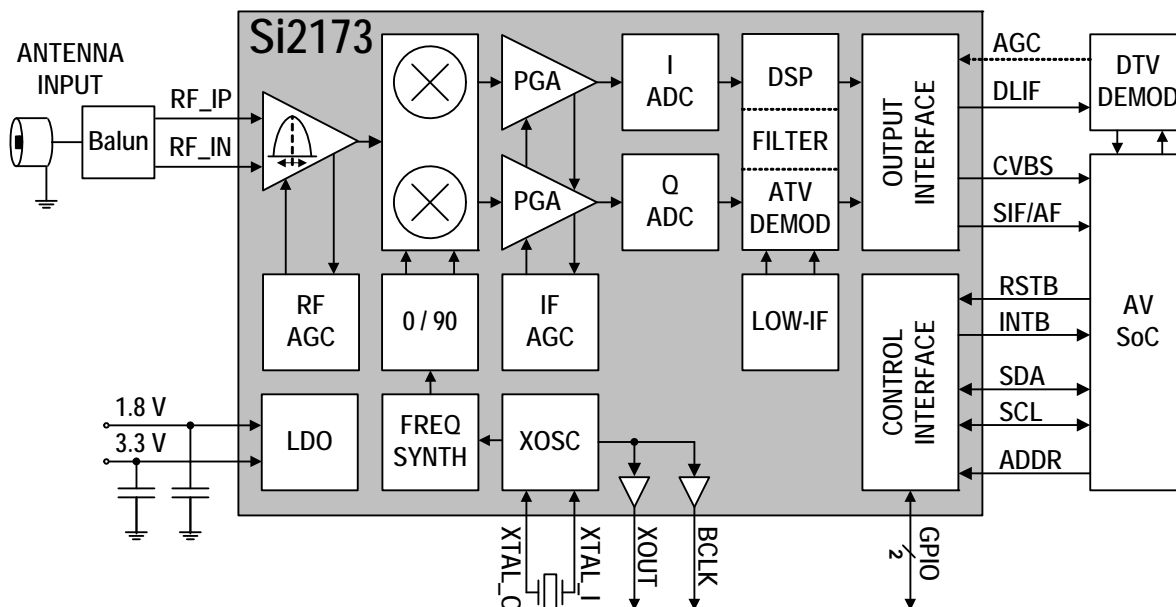 Si2173
ANTENNA
INPUT
Balun
RF_IP
RF_IN
PGA
PGA
I
ADC
Q
ADC
DSP
FILTER
ATV
DEMOD
OUTPUT
INTERFACE
AGC
DLIF
CVBS
SIF/AF
DTV
DEMOD
RF
AGC
0 / 90
IF
AGC
LOW-IF
CONTROL
INTERFACE
RSTB
INTB
SDA
SCL
ADDR
AV
SoC
1.8 V
3.3 V
LDO
FREQ
SYNTH
XOSC
XTAL_I
XOUT
BCLK
GPIO
2